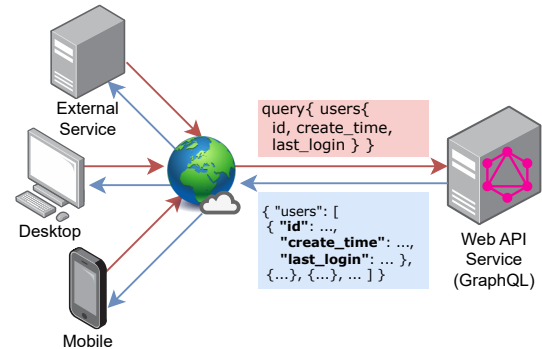 External
Service
Desktop
Mobile
query{ users{
id, create_time,
last_login } }
{ "users": [
{ "id": ...,
"create_time": ...,
"last_login": ... },
{...}, {...}, ... ] }
Web API
Service
(GraphQL)